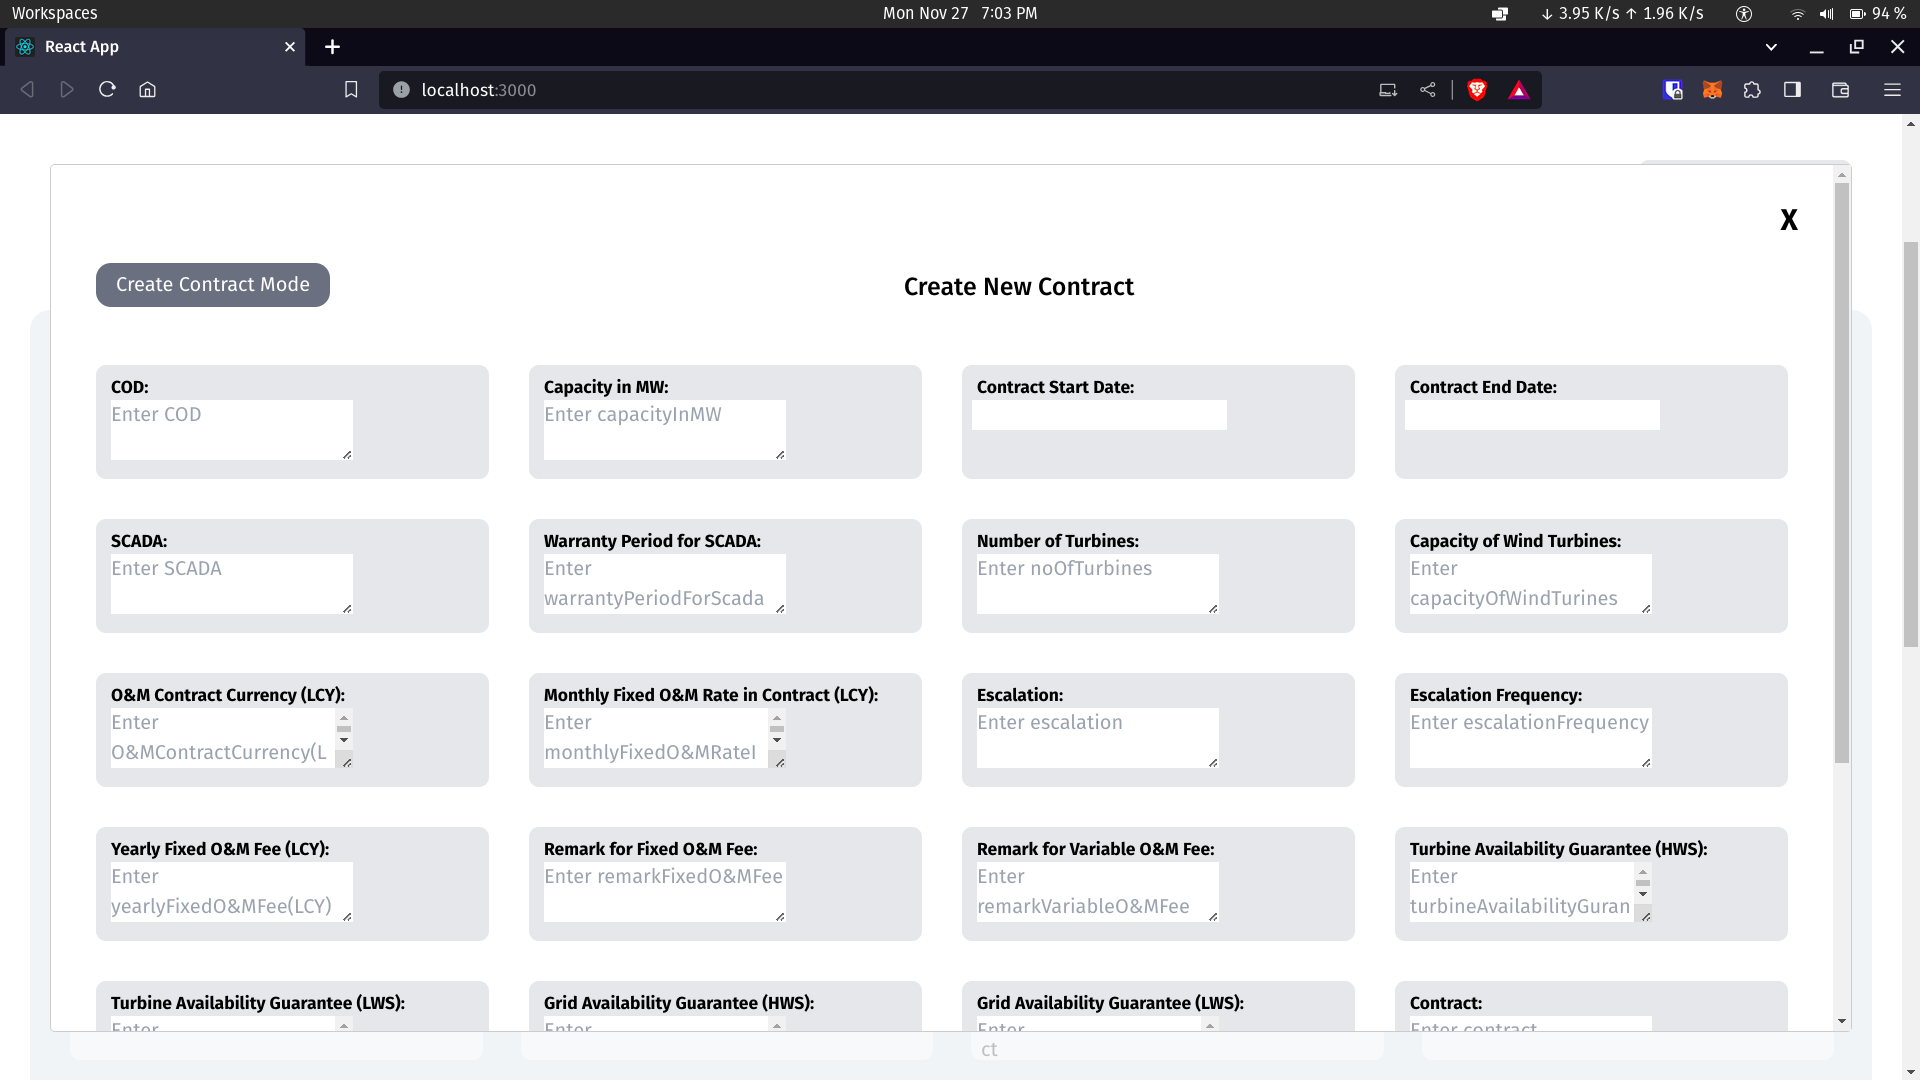 Workspaces
Mon Nov 27 7:03 PM
↓ 3.95 K/s ↑ 1.96 K/s
94 %
React App
localhost:3000
X
Create Contract Mode
Create New Contract
COD:
Enter COD
Capacity in MW:
Enter capacityInMW
Contract Start Date:
Contract End Date:
SCADA:
Enter SCADA
Warranty Period for SCADA:
Enter
warrantyPeriodForScada
Number of Turbines:
Enter noOfTurbines
Capacity of Wind Turbines:
Enter
capacityOfWindTurines
O&M Contract Currency (LCY):
Enter
O&MContractCurrency(L
Monthly Fixed O&M Rate in Contract (LCY):
Enter
monthlyFixedO&MRateI
Escalation:
Enter escalation
Escalation Frequency:
Enter escalationFrequency
Yearly Fixed O&M Fee (LCY):
Enter
yearlyFixedO&MFee(LCY)
Remark for Fixed O&M Fee:
Enter remarkFixedO&MFee
Remark for Variable O&M Fee:
Enter
remarkVariableO&MFee
Turbine Availability Guarantee (HWS):
Enter
turbineAvailabilityGuran
Turbine Availability Guarantee (LWS):
Enter
Grid Availability Guarantee (HWS):
Enter
Grid Availability Guarantee (LWS):
Enter
Contract:
Enter contract
ct